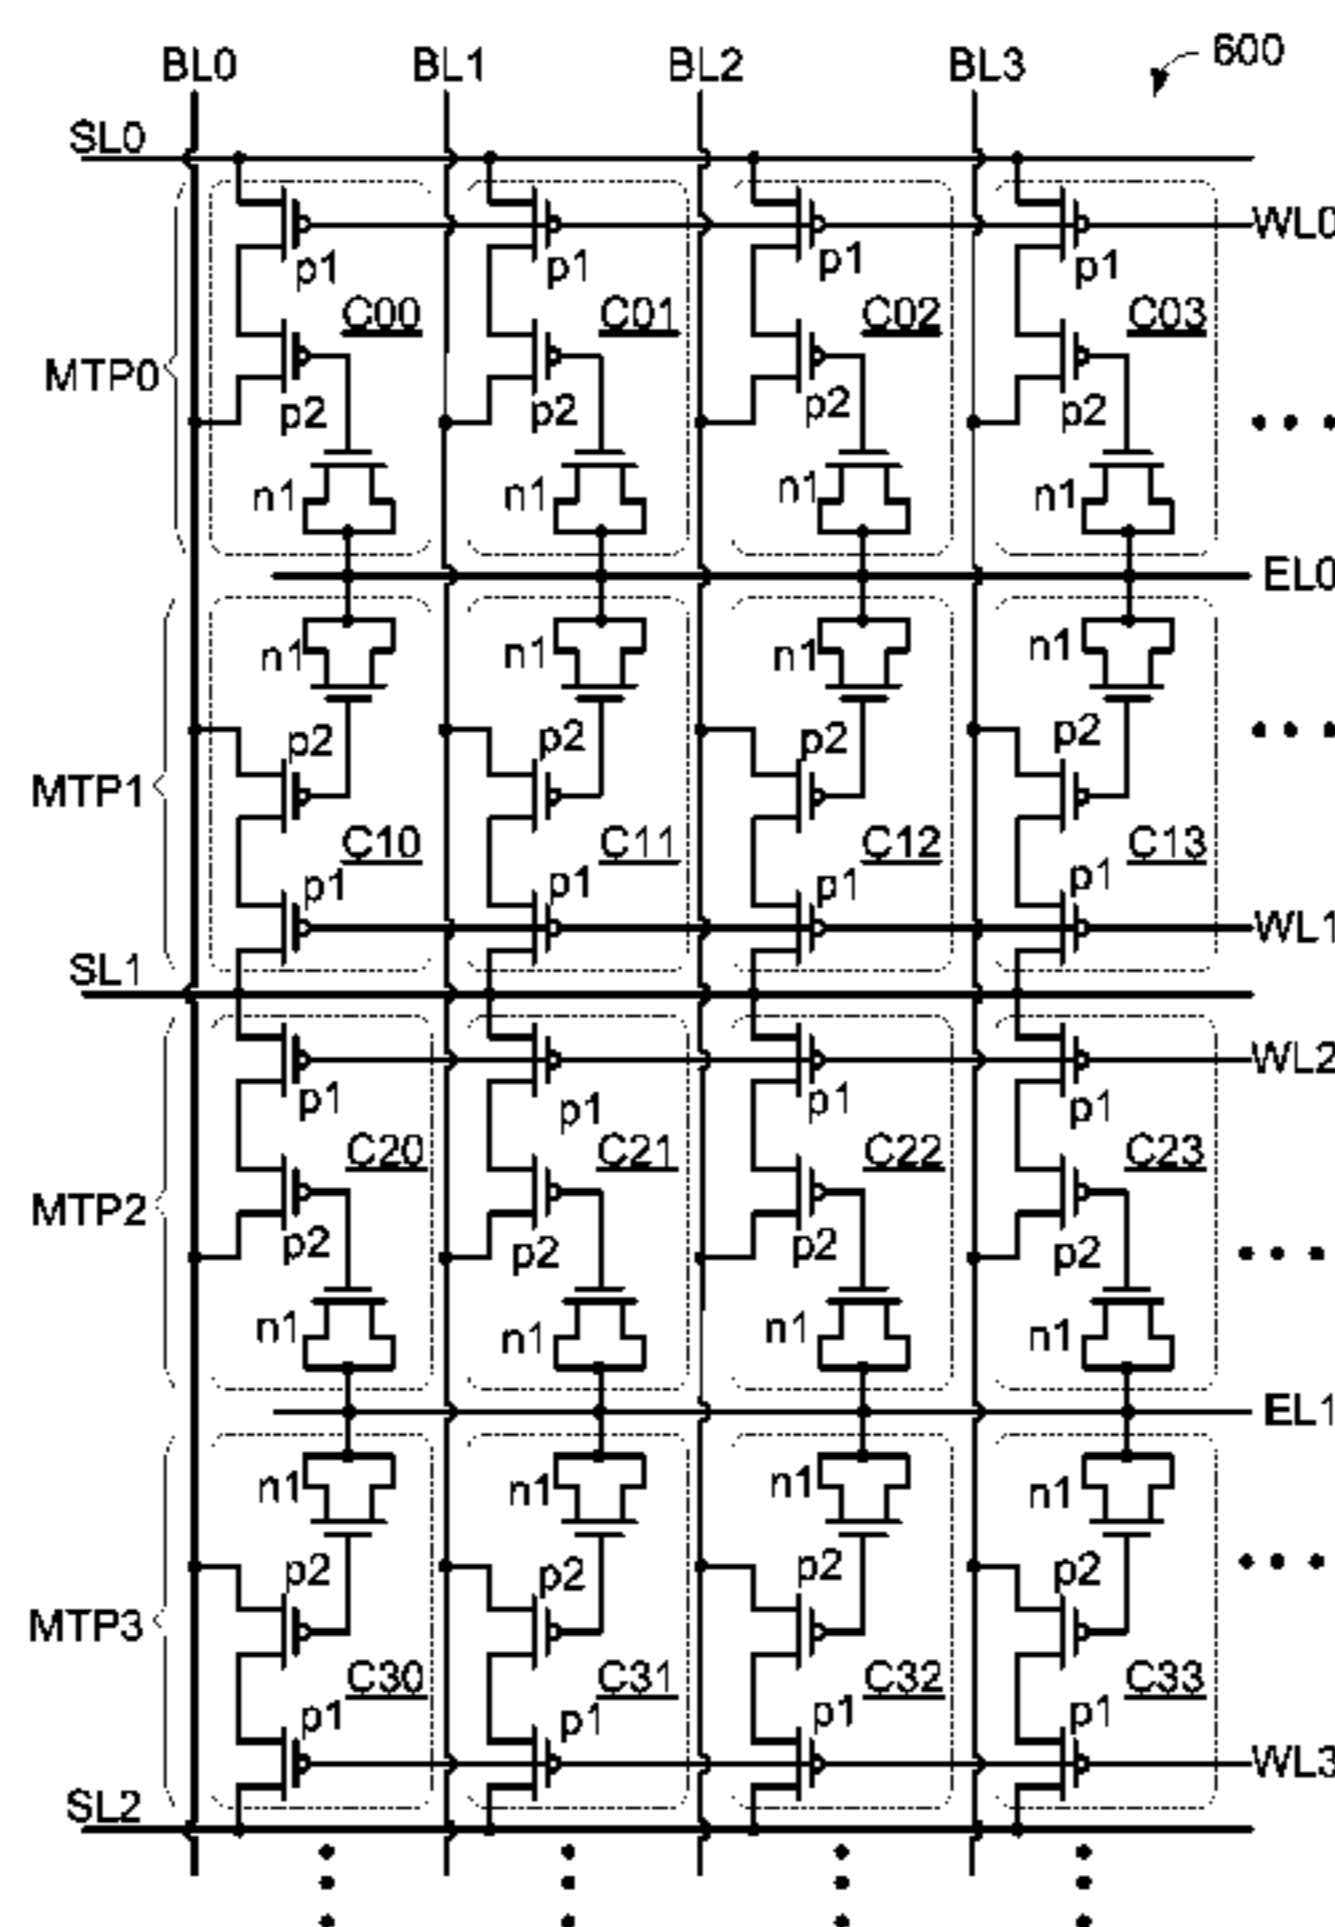 600
BL0 BL1 BL2 BL3
SL0
WL0
p1 p1 p1 p1
C00 C01 C02 C03
MTP0
p2 p2 p2 p2
n1 n1 n1 n1
EL0
n1 n1 n1 n1
p2 p2 p2 p2
MTP1
C10 C11 C12 C13
p1 p1 p1 p1
WL1
SL1
WL2
p1 p1 p1 p1
C20 C21 C22 C23
MTP2
p2 p2 p2 p2
n1 n1 n1 n1
EL1
n1 n1 n1 n1
p2 p2 p2 p2
MTP3
C30 C31 C32 C33
p1 p1 p1 p1
WL3
SL2